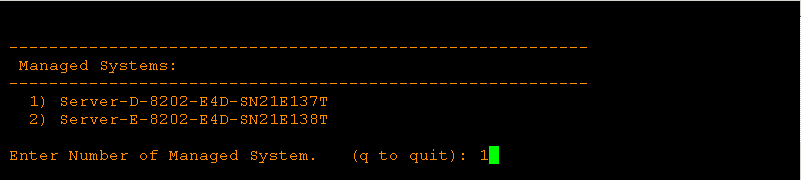 ----------------------------------------------------------
Managed Systems:
----------------------------------------------------------
1) Server-D-8202-E4D-SN21E137T
2) Server-E-8202-E4D-SN21E138T
Enter Number of Managed System. (q to quit): 1